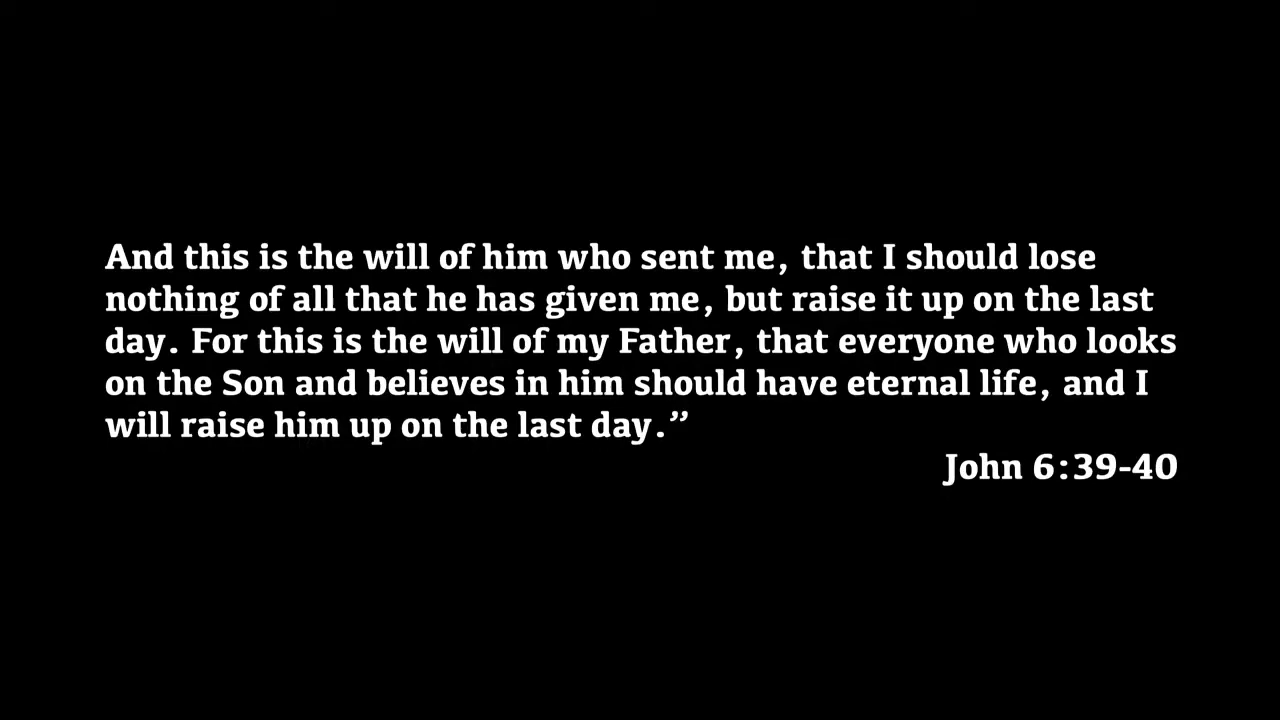 And this is the will of him who sent me, that I should lose
nothing of all that he has given me, but raise it up on the last
day. For this is the will of my Father, that everyone who looks
on the Son and believes in him should have eternal life, and I
will raise him up on the last day.”
John 6:39-40